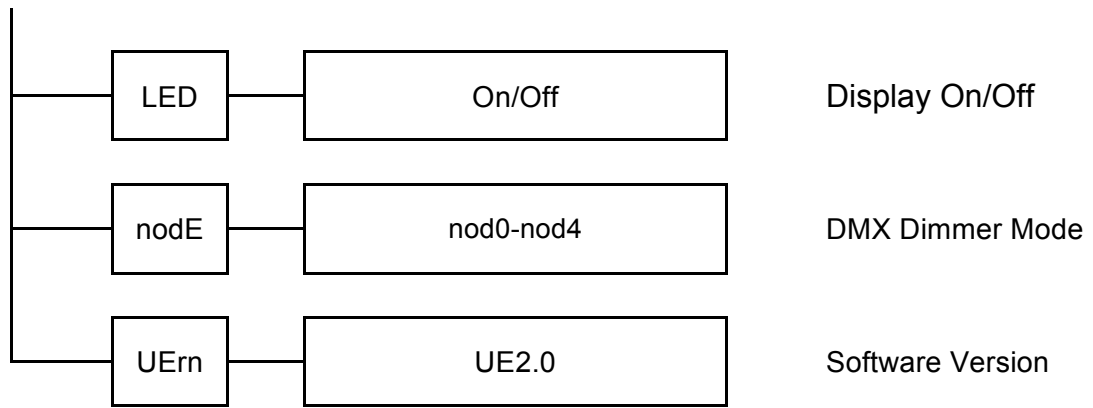 LED On/Off Display On/Off
nodE nod0-nod4 DMX Dimmer Mode
UErn UE2.0 Software Version